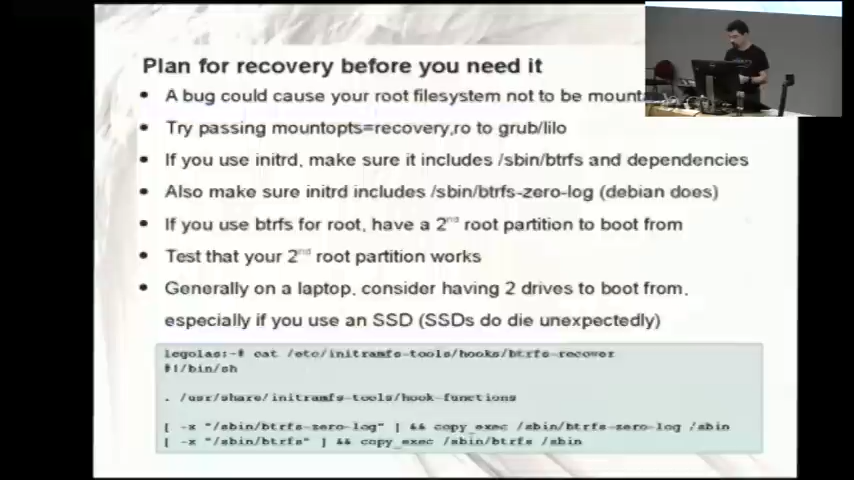 Plan for recovery before you need it
• A bug could cause your root filesystem not to be
• Try passing mountopts=recovery,ro to grub/lilo
• If you use initrd, make sure it includes /sbin/btrfs and dependencies
• Also make sure initrd includes /sbin/btrfs-zero-log (debian does)
• If you use btrfs for root, have a 2nd root partition to boot from
• Test that your 2nd root partition works
• Generally on a laptop, consider having 2 drives to boot from,
especially if you use an SSD (SSDs do die unexpectedly)
legolas:~# cat /etc/initramfs-tools/hooks/btrfs-recover
#!/bin/sh
. /usr/share/initramfs-tools/hook-functions
[ -x "/sbin/btrfs-zero-log" ] && copy_exec /sbin/btrfs-zero-log /sbin
[ -x "/sbin/btrfs" ] && copy_exec /sbin/btrfs /sbin